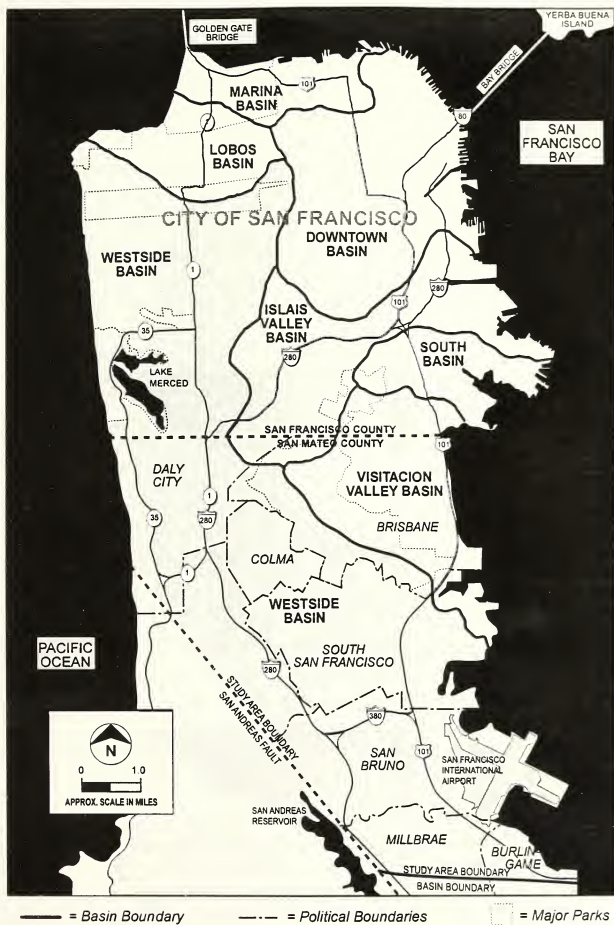 YERBA BUENA
ISLAND
GOLDEN GATE
BRIDGE
BAY BRIDGE
101
MARINA
BASIN
80
1
SAN
FRANCISCO
BAY
LOBOS
BASIN
CITY OF SAN FRANCISCO
DOWNTOWN
BASIN
WESTSIDE
BASIN
1
280
101
ISLAIS
VALLEY
BASIN
35
280
SOUTH
BASIN
LAKE
MERCED
SAN FRANCISCO COUNTY
SAN MATEO COUNTY
101
DALY
CITY
VISITACION
VALLEY BASIN
1
35
280
BRISBANE
COLMA
1
WESTSIDE
BASIN
PACIFIC
OCEAN
SOUTH
SAN FRANCISCO
280
STUDY AREA BOUNDARY
SAN ANDREAS FAULT
380
N
0 1.0
APPROX. SCALE IN MILES
SAN
BRUNO
101
SAN FRANCISCO
INTERNATIONAL
AIRPORT
SAN ANDREAS
RESERVOIR
MILLBRAE
BURLIN-
GAME
STUDY AREA BOUNDARY
BASIN BOUNDARY
= Basin Boundary
= Political Boundaries
= Major Parks